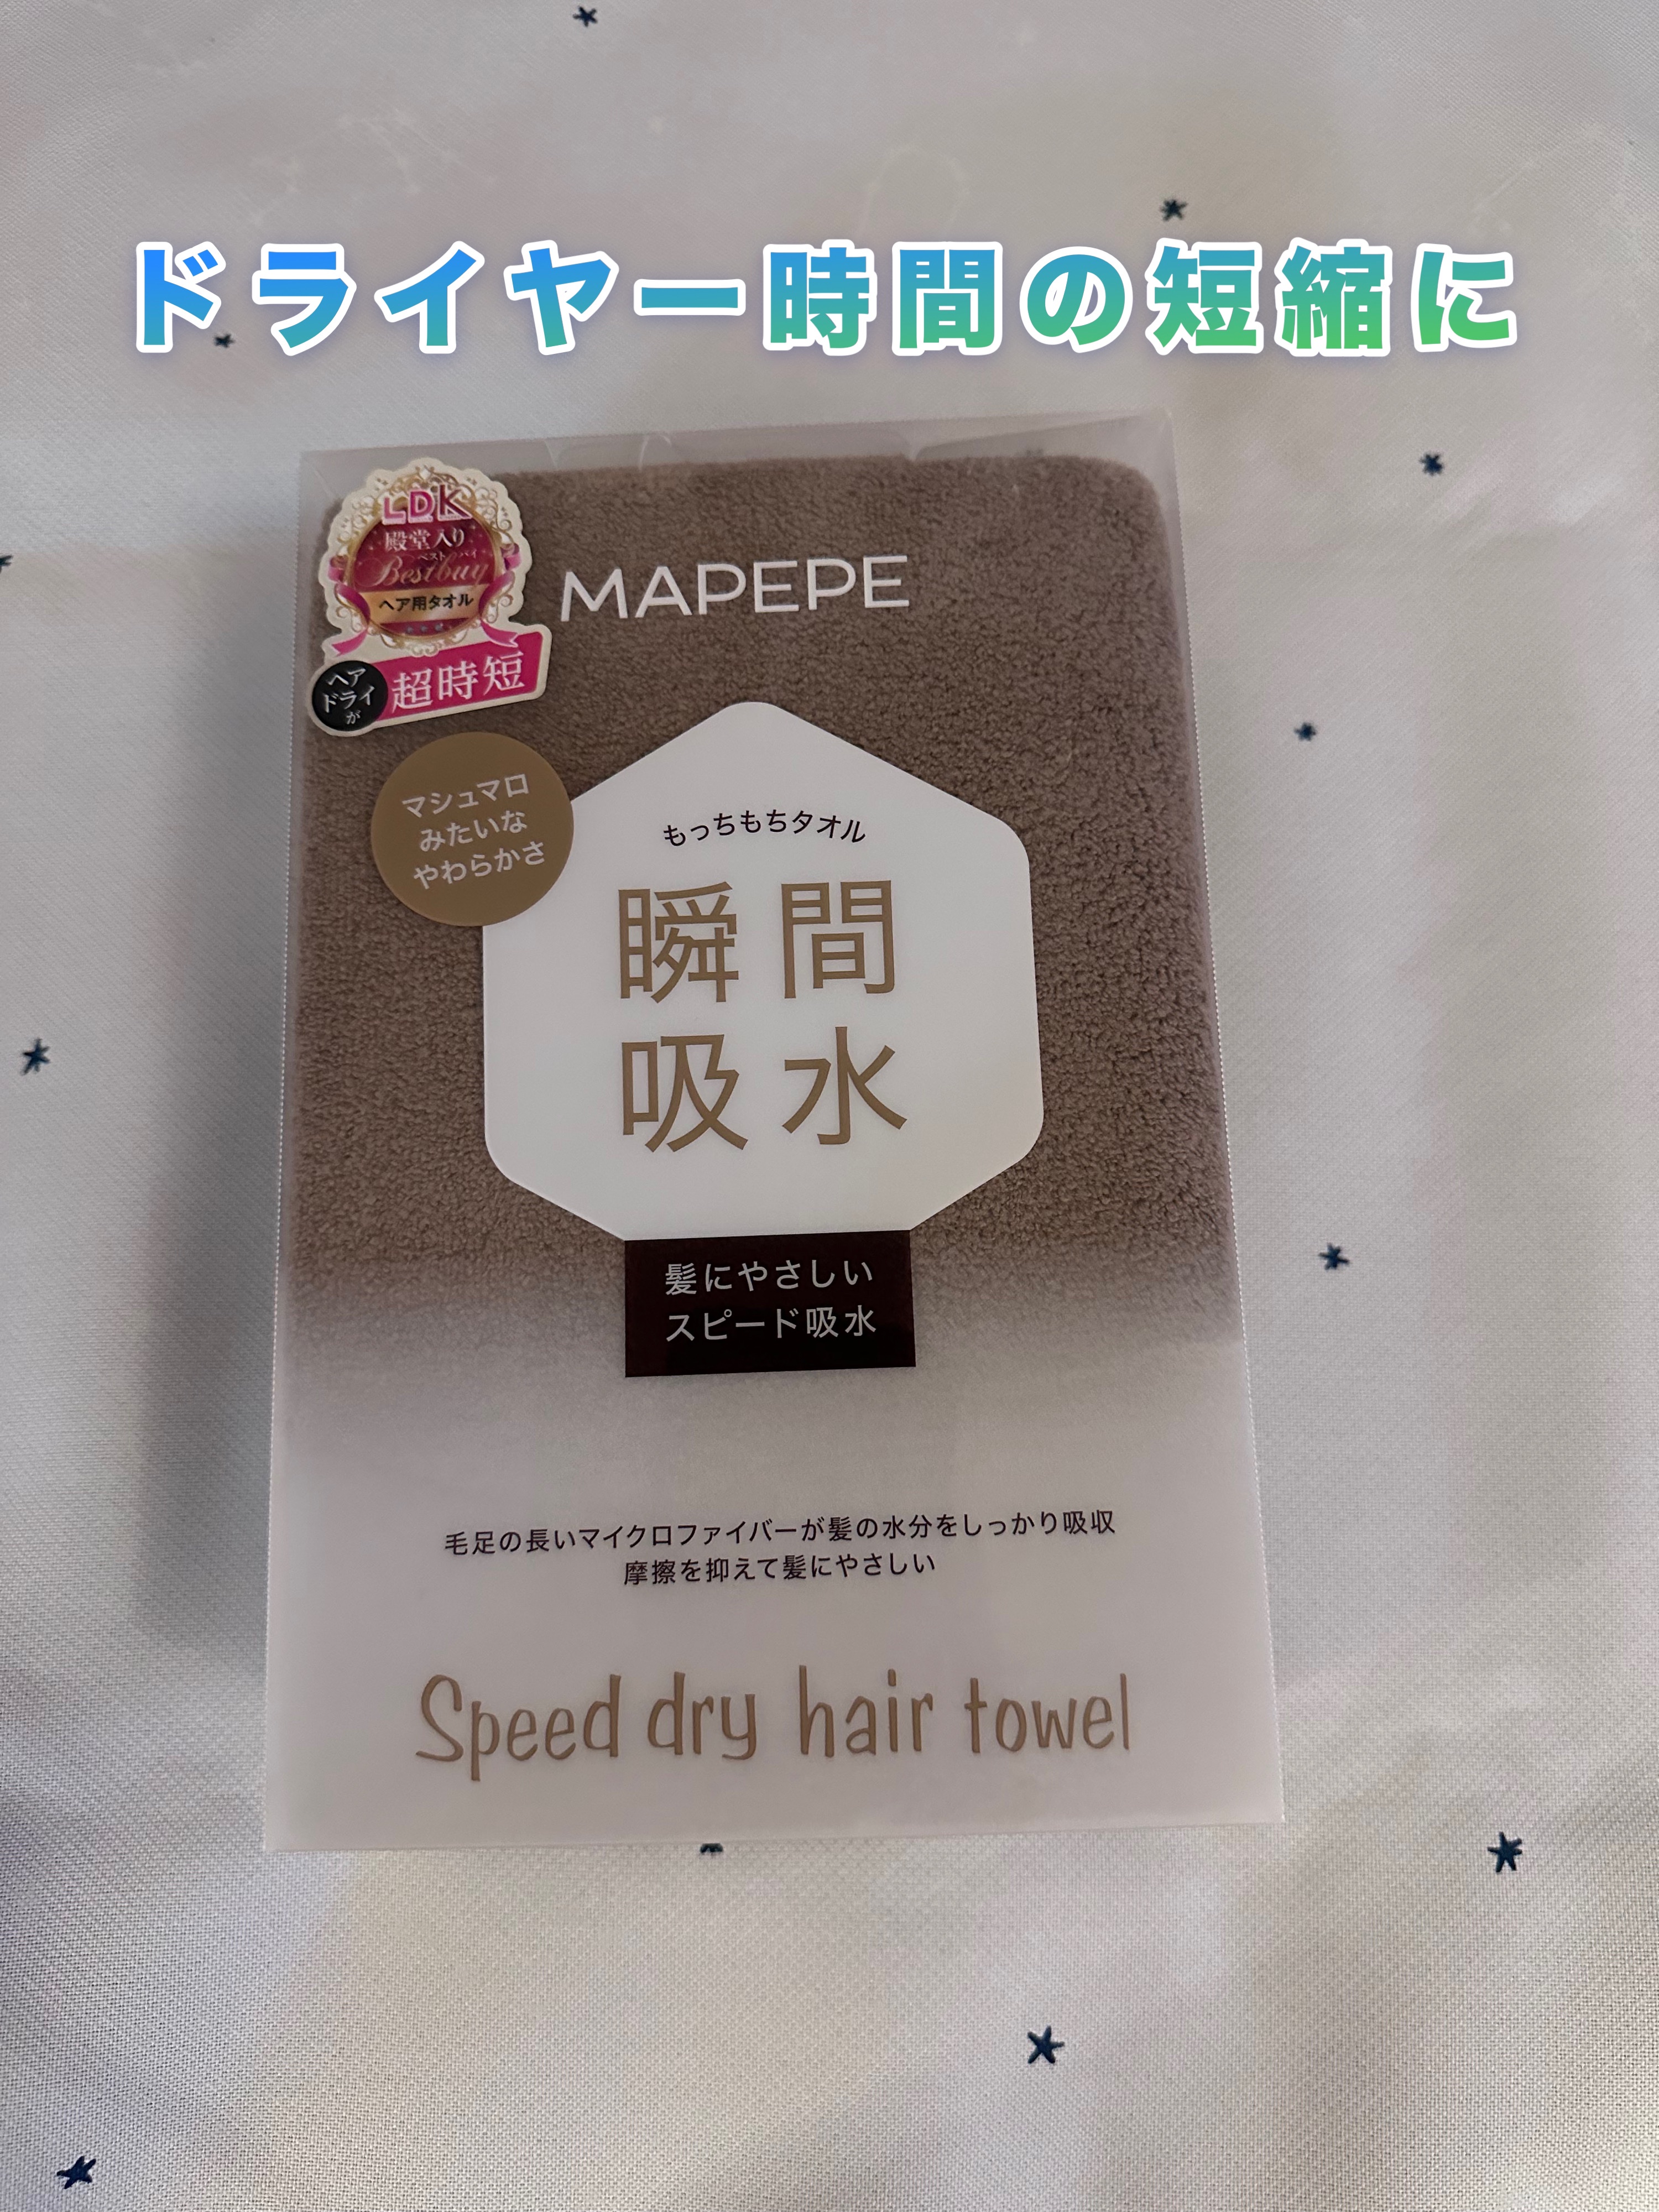 ドライヤー時間の短縮に
LDK
殿堂入り
ベストバイ
Bestbuy
ヘア用タオル
ヘア
ドライ
が
超時短
MAPEPE
マシュマロ
みたいな
やわらかさ
もっちもちタオル
瞬間
吸水
髪にやさしい
スピード吸水
毛足の長いマイクロファイバーが髪の水分をしっかり吸収
摩擦を抑えて髪にやさしい
Speed dry hair towel